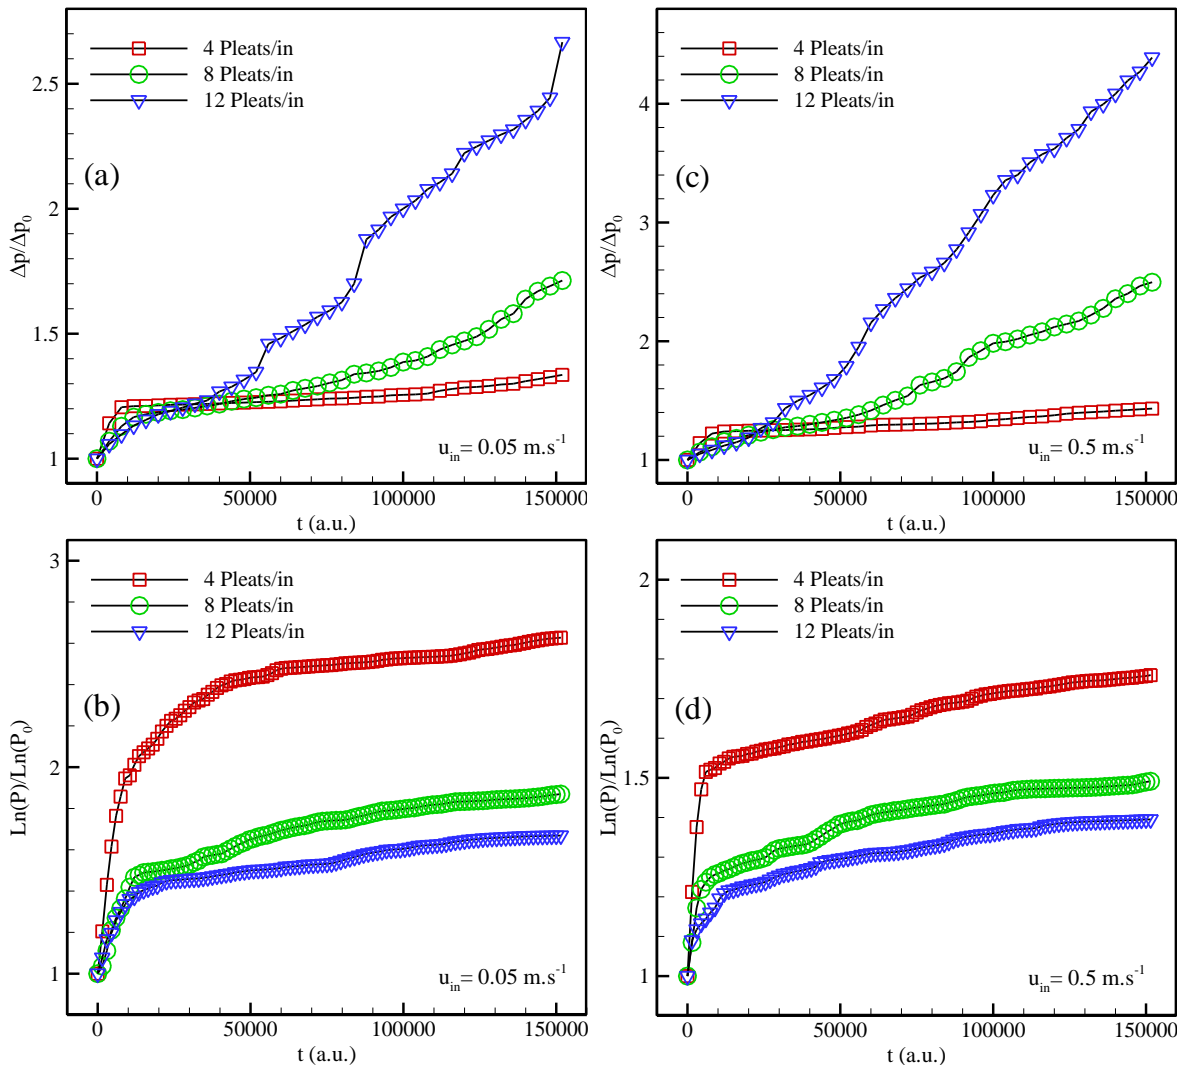 4 Pleats/in
8 Pleats/in
12 Pleats/in
(a)
Δp/Δp₀
1
1.5
2
2.5
uᵢₙ= 0.05 m.s⁻¹
0
50000
100000
150000
t (a.u.)
4 Pleats/in
8 Pleats/in
12 Pleats/in
(c)
Δp/Δp₀
1
2
3
4
uᵢₙ= 0.5 m.s⁻¹
0
50000
100000
150000
t (a.u.)
4 Pleats/in
8 Pleats/in
12 Pleats/in
(b)
Ln(P)/Ln(P₀)
1
2
3
uᵢₙ= 0.05 m.s⁻¹
0
50000
100000
150000
t (a.u.)
4 Pleats/in
8 Pleats/in
12 Pleats/in
(d)
Ln(P)/Ln(P₀)
1
1.5
2
uᵢₙ= 0.5 m.s⁻¹
0
50000
100000
150000
t (a.u.)